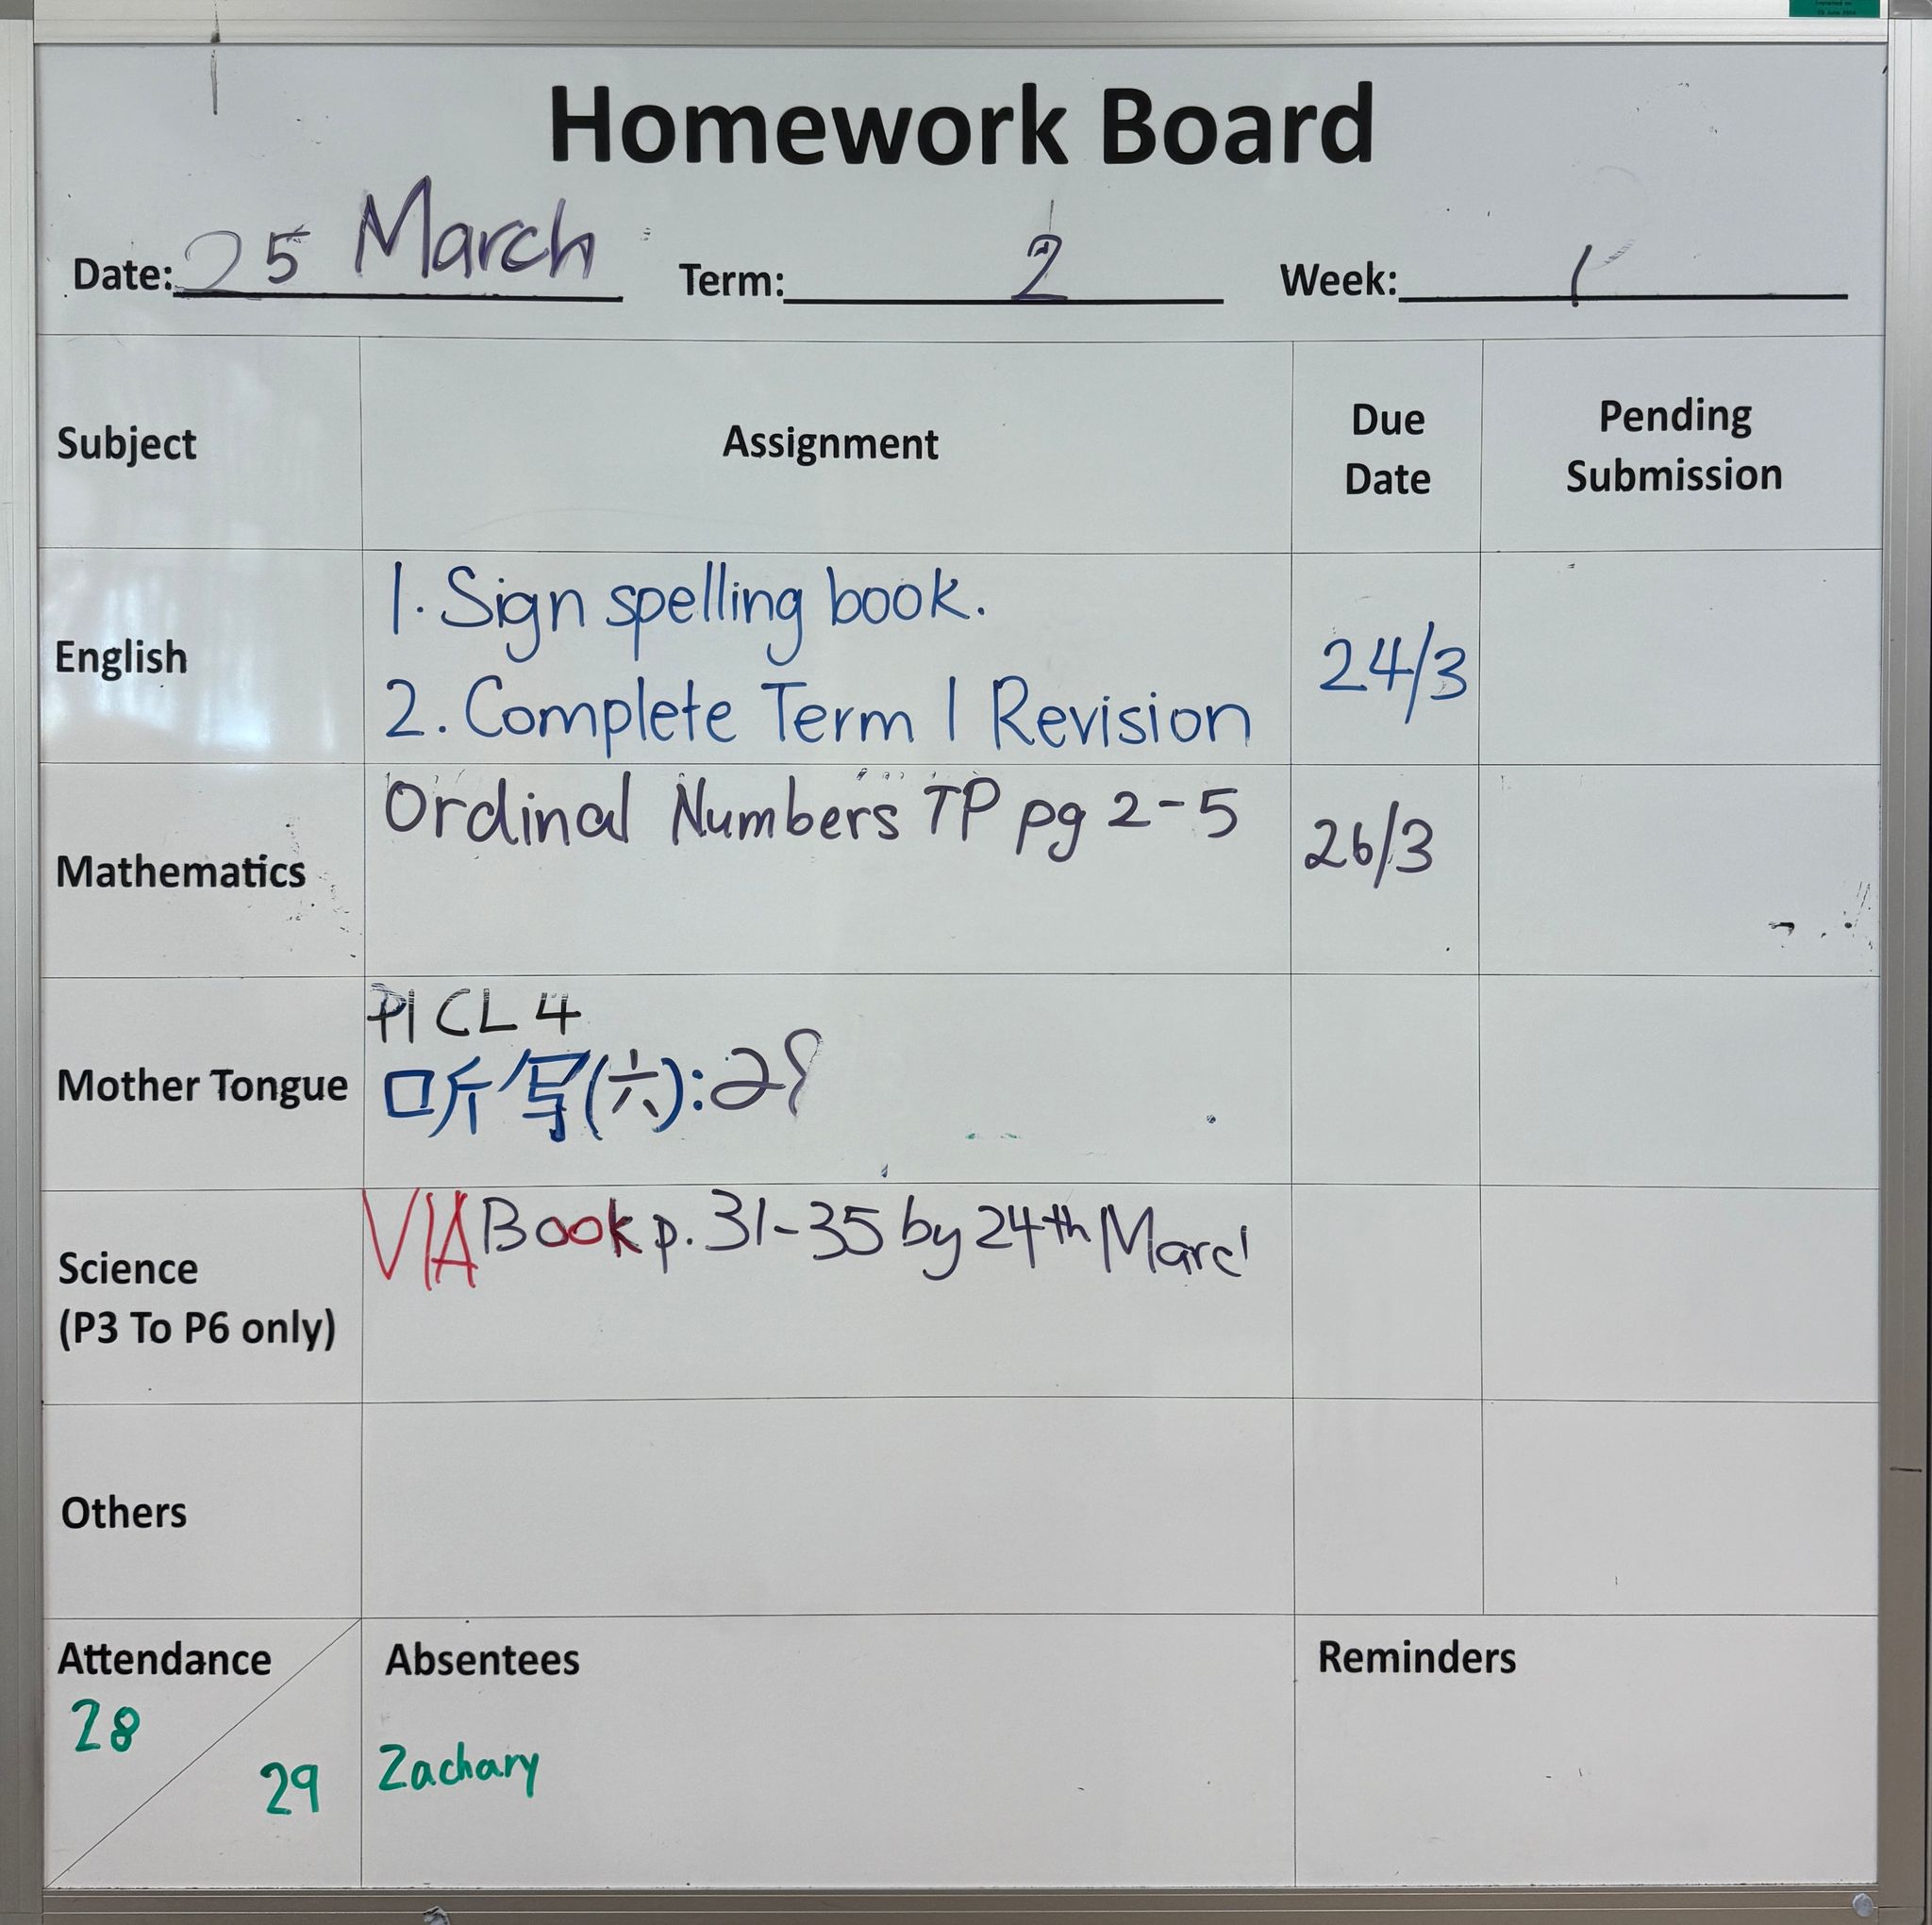 Homework Board
Date: 25 March Term: 2 Week: 1
Subject Assignment Due Date Pending Submission
English
1. Sign spelling book.
2. Complete Term 1 Revision
24/3
Mathematics
Ordinal Numbers TP pg 2-5
26/3
Mother Tongue
P1 CL 4
听写(六):28
Science
(P3 To P6 only)
VIA Book p. 31-35 by 24th March
Others
Attendance
28
29
Absentees
Zachary
Reminders